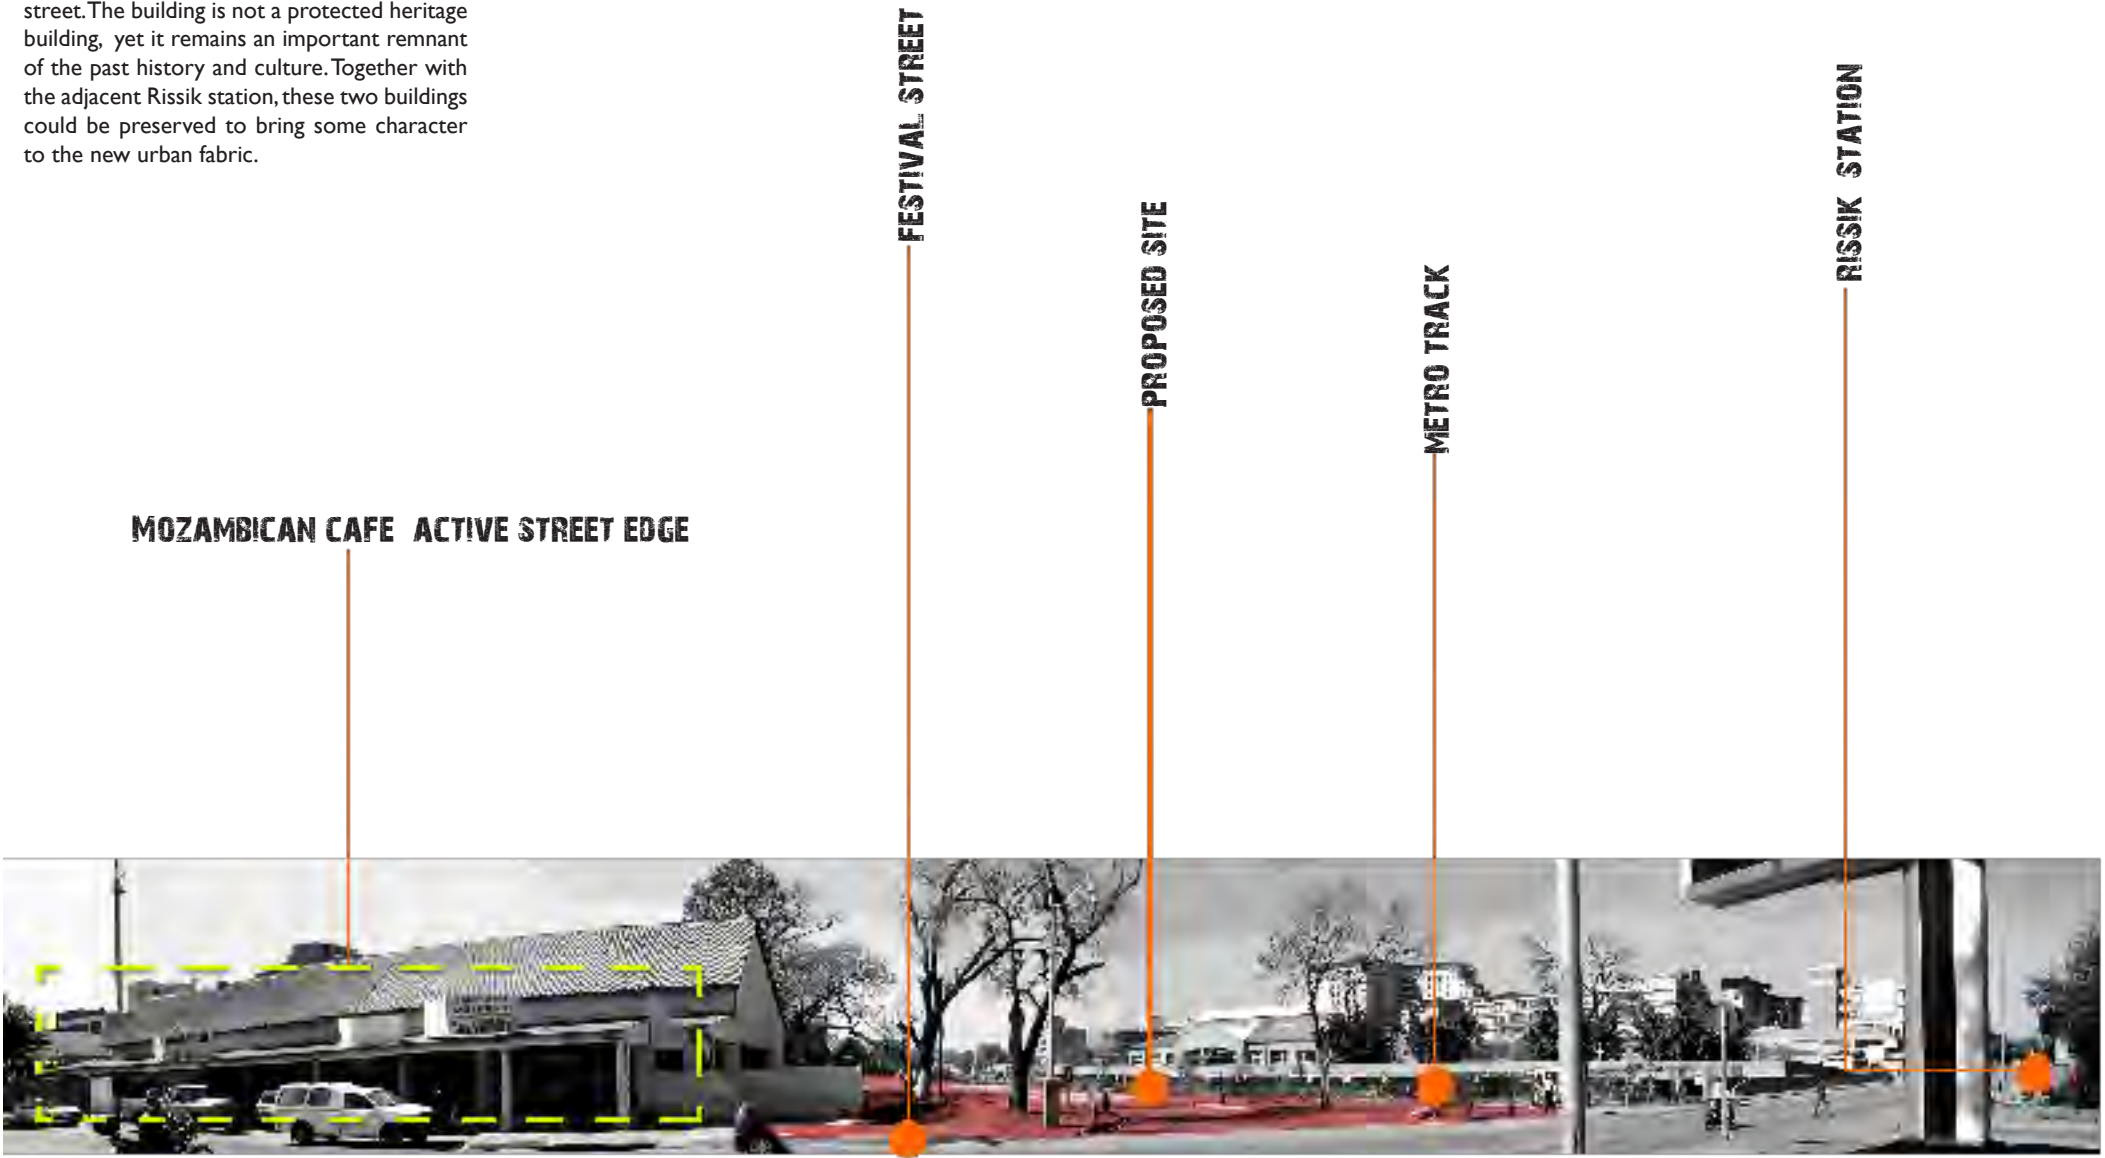 street. The building is not a protected heritage
building, yet it remains an important remnant
of the past history and culture. Together with
the adjacent Rissik station, these two buildings
could be preserved to bring some character
to the new urban fabric.
FESTIVAL STREET
PROPOSED SITE
METRO TRACK
RISSIK STATION
MOZAMBICAN CAFE ACTIVE STREET EDGE